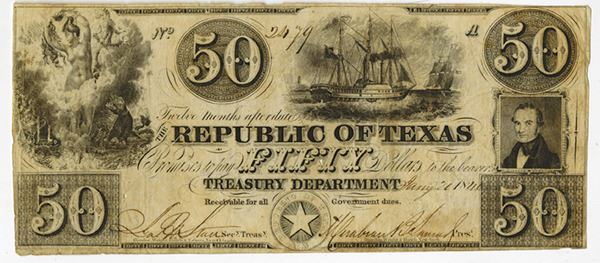 50 No 2479 A 50
Twelve months after date
THE REPUBLIC OF TEXAS
Promises to pay FIFTY Dollars to the bearer
TREASURY DEPARTMENT
Receivable for all Government dues.
50 Secy Treasy. Prest. 50